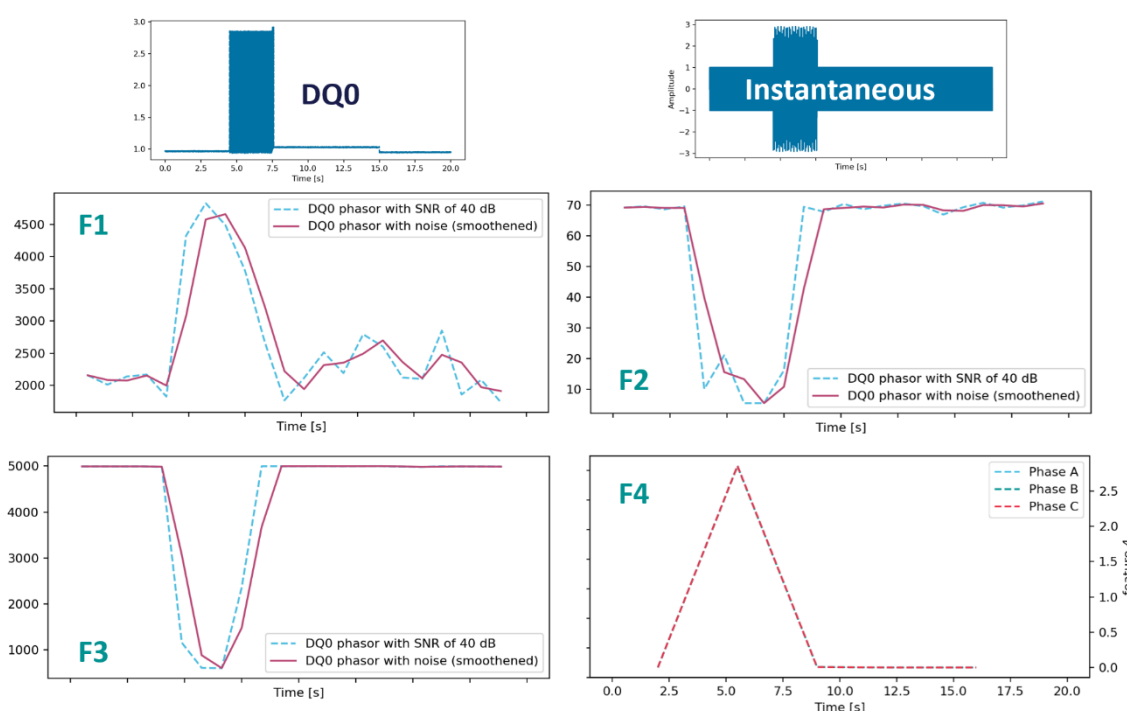 3.0
2.5
2.0
1.5
1.0
DQ0
0.0 2.5 5.0 7.5 10.0 12.5 15.0 17.5 20.0
Time [s]
3
2
1
0
−1
−2
−3
Amplitude
Instantaneous
Time [s]
F1
DQ0 phasor with SNR of 40 dB
DQ0 phasor with noise (smoothened)
4500
4000
3500
3000
2500
2000
Time [s]
70
60
50
40
30
20
10
F2
DQ0 phasor with SNR of 40 dB
DQ0 phasor with noise (smoothened)
Time [s]
5000
4000
3000
2000
1000
F3
DQ0 phasor with SNR of 40 dB
DQ0 phasor with noise (smoothened)
Time [s]
F4
Phase A
Phase B
Phase C
2.5
2.0
1.5
1.0
0.5
0.0
feature 4
0.0 2.5 5.0 7.5 10.0 12.5 15.0 17.5 20.0
Time [s]